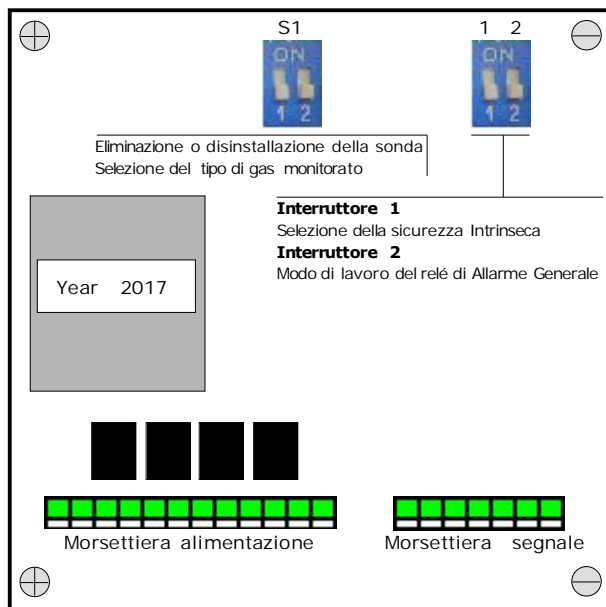 S1
1 2
ON
1 2
ON
1 2
Eliminazione o disinstallazione della sonda
Selezione del tipo di gas monitorato
Interruttore 1
Selezione della sicurezza Intrinseca
Interruttore 2
Modo di lavoro del relé di Allarme Generale
Year 2017
Morsettiera alimentazione
Morsettiera segnale